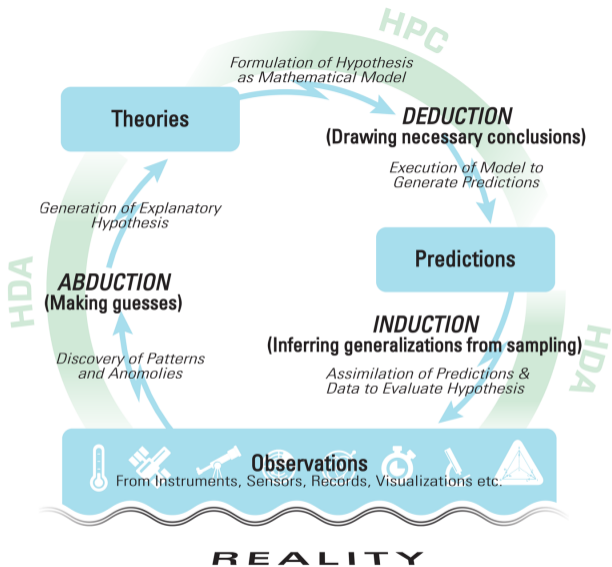 HPC
Formulation of Hypothesis
as Mathematical Model
Theories
DEDUCTION
(Drawing necessary conclusions)
Execution of Model to
Generate Predictions
Generation of Explanatory
Hypothesis
Predictions
HDA
ABDUCTION
(Making guesses)
INDUCTION
(Inferring generalizations from sampling)
HDA
Discovery of Patterns
and Anomolies
Assimilation of Predictions &
Data to Evaluate Hypothesis
Observations
From Instruments, Sensors, Records, Visualizations etc.
REALITY